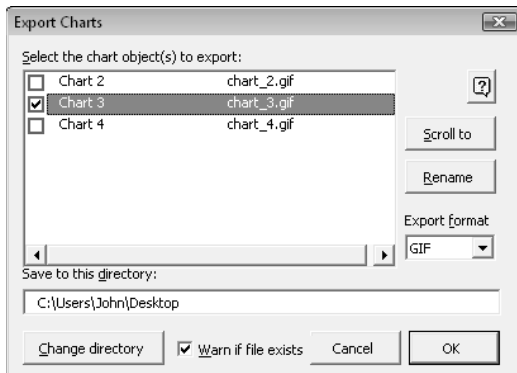 Export Charts
Select the chart object(s) to export:
Chart 2 chart_2.gif
Chart 3 chart_3.gif
Chart 4 chart_4.gif
Scroll to
Rename
Export format
GIF
Save to this directory:
C:\Users\John\Desktop
Change directory Warn if file exists Cancel OK